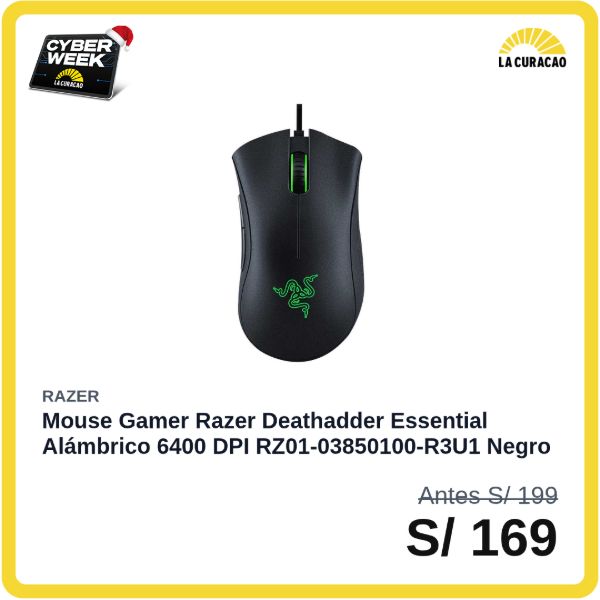 CYBER
WEEK
LA CURACAO
LA CURACAO
RAZER
Mouse Gamer Razer Deathadder Essential
Alámbrico 6400 DPI RZ01-03850100-R3U1 Negro
Antes S/ 199
S/ 169